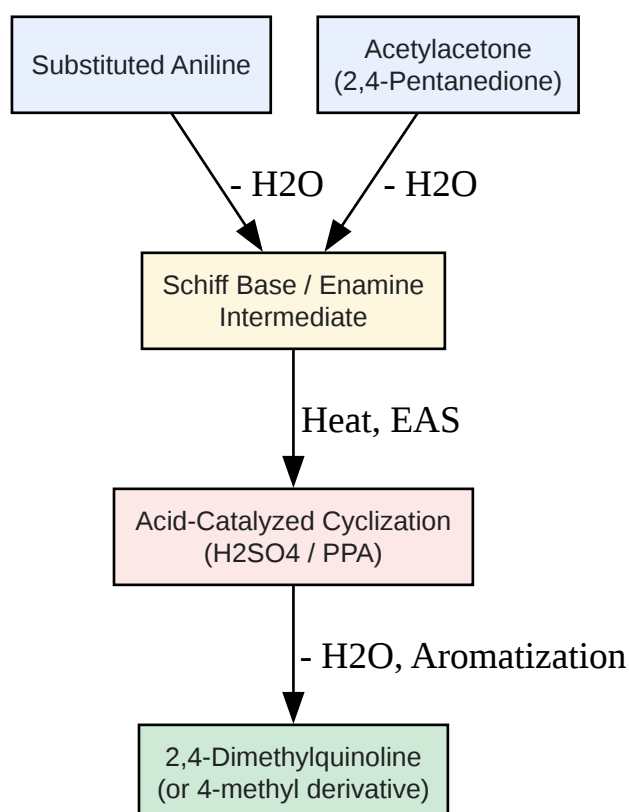 Substituted Aniline
Acetylacetone
(2,4-Pentanedione)
- H2O
- H2O
Schiff Base / Enamine
Intermediate
Heat, EAS
Acid-Catalyzed Cyclization
(H2SO4 / PPA)
- H2O, Aromatization
2,4-Dimethylquinoline
(or 4-methyl derivative)